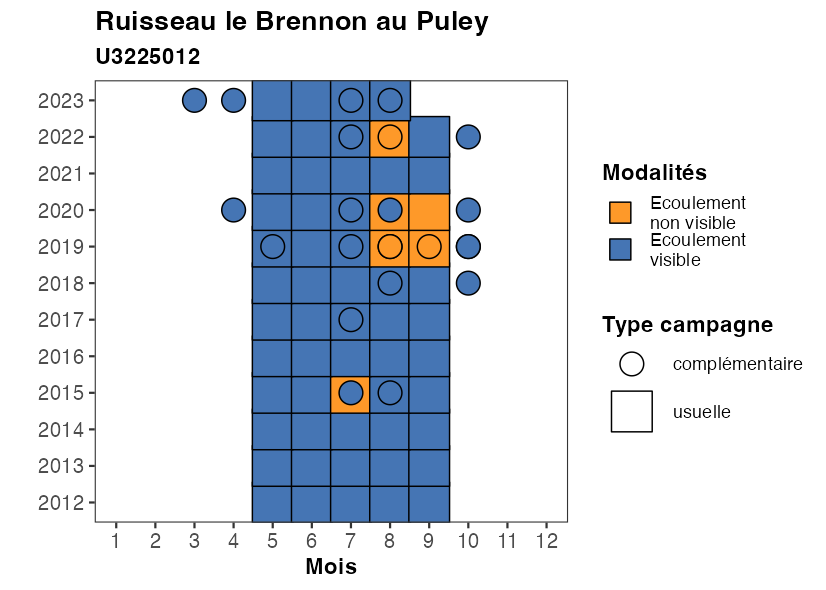 Ruisseau le Brennon au Puley
U3225012
2023
2022
2021
2020
2019
2018
2017
2016
2015
2014
2013
2012
1 2 3 4 5 6 7 8 9 10 11 12
Mois
Modalités
Ecoulement
non visible
Ecoulement
visible
Type campagne
complémentaire
usuelle